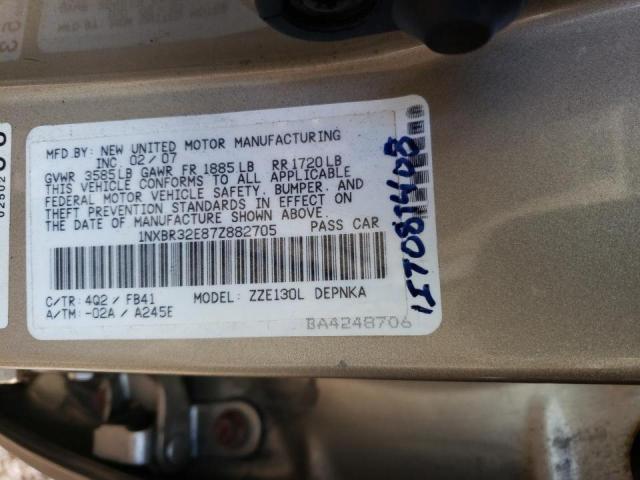 MFD.BY: NEW UNITED MOTOR MANUFACTURING
INC. 02/07
GVWR 3585LB GAWR FR 1885LB RR1720LB
THIS VEHICLE CONFORMS TO ALL APPLICABLE
FEDERAL MOTOR VEHICLE SAFETY, BUMPER, AND
THEFT PREVENTION STANDARDS IN EFFECT ON
THE DATE OF MANUFACTURE SHOWN ABOVE.
1NXBR32E87Z882705 PASS CAR
C/TR: 4Q2 / FB41 MODEL: ZZE130L DEPNKA
A/TM: -02A / A245E
BA4248706